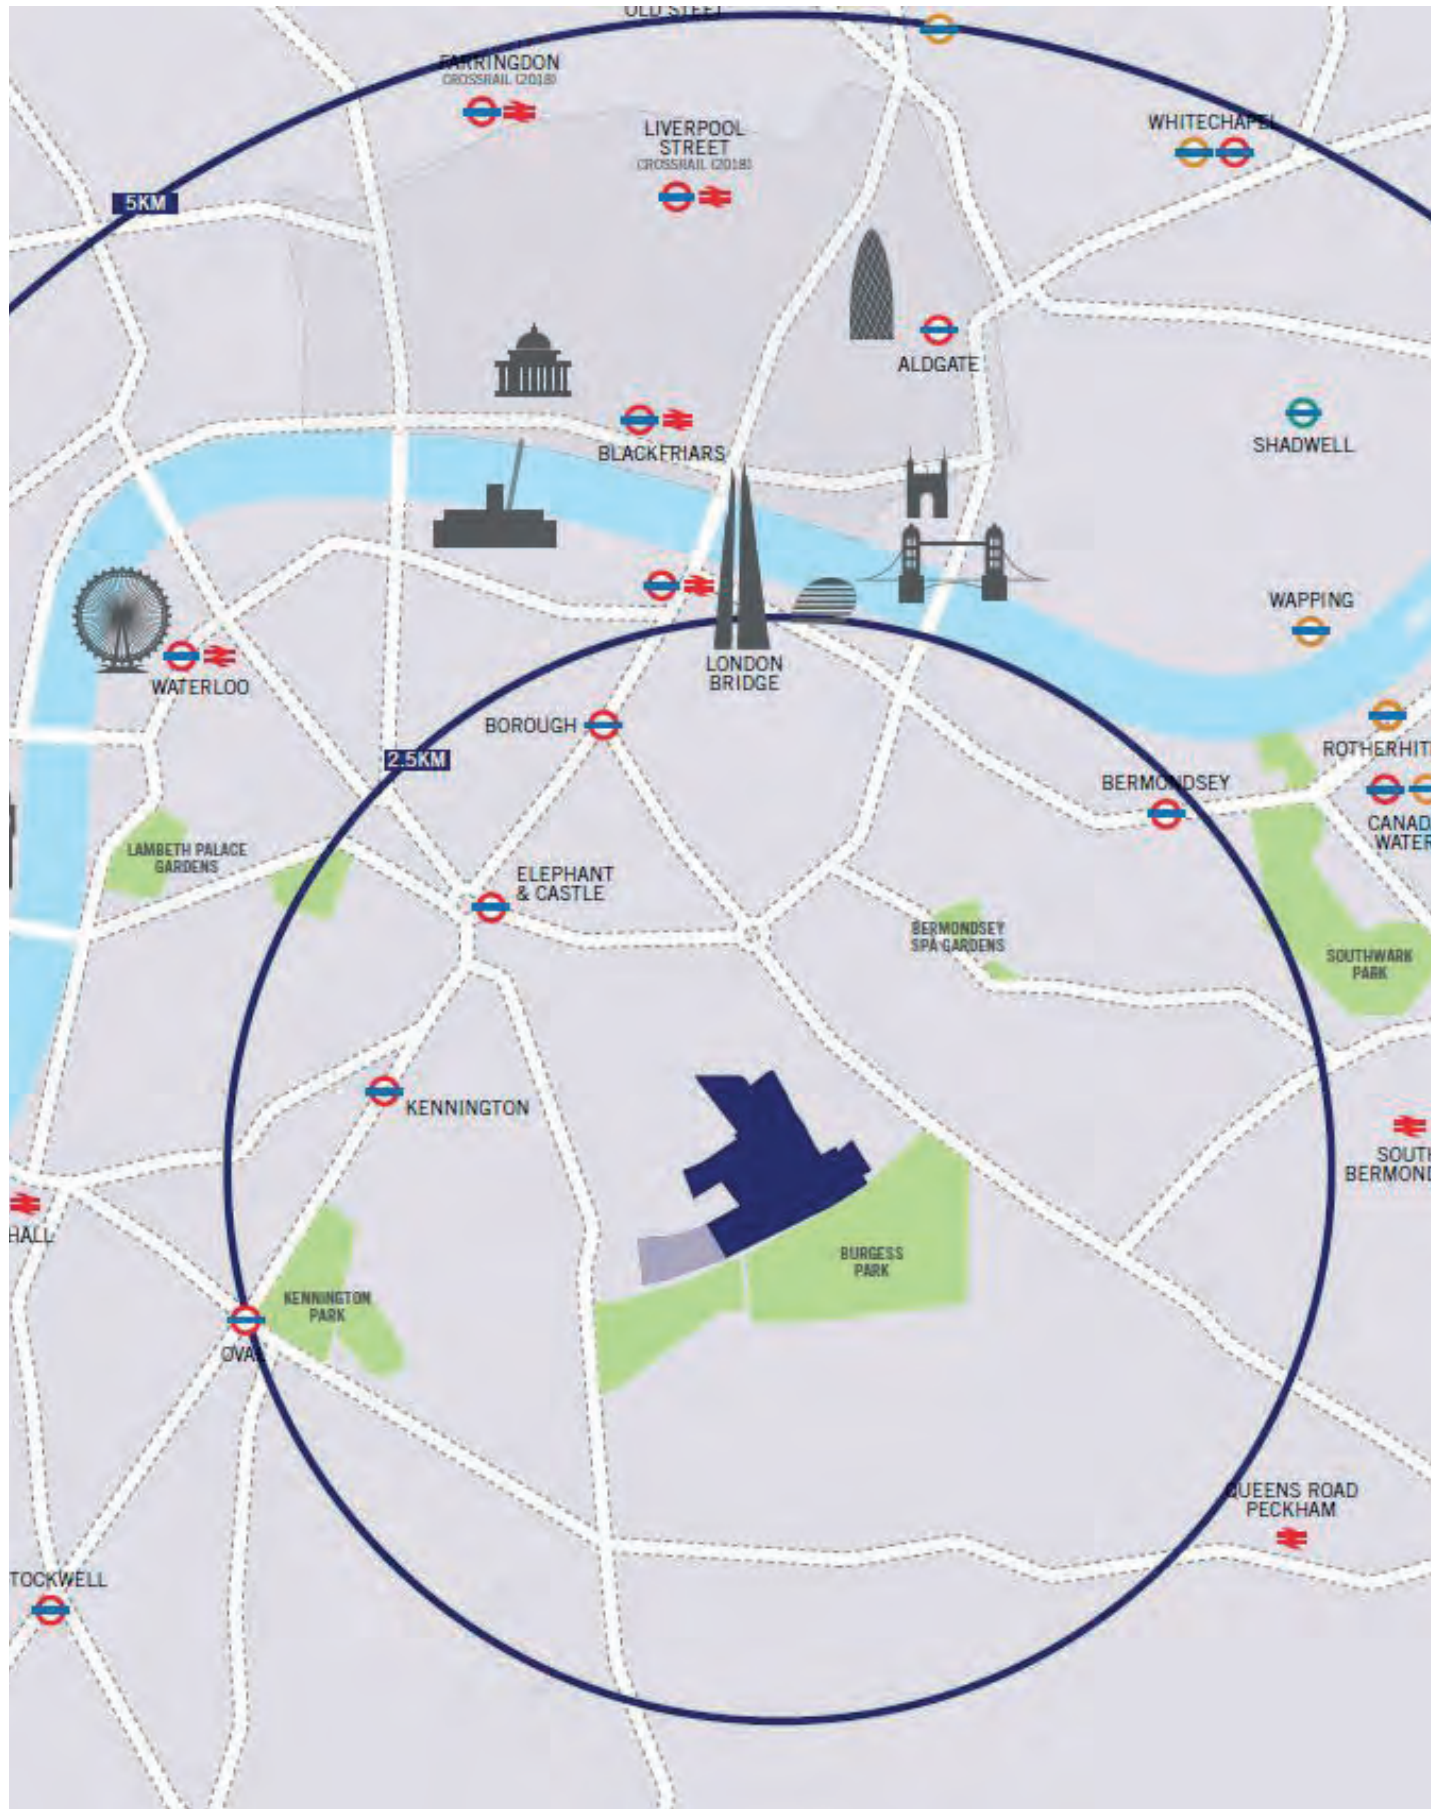 OLD STEET
FARRINGDON
CROSSRAIL (2018)
LIVERPOOL
STREET
CROSSRAIL (2018)
WHITECHAPEL
5KM
ALDGATE
SHADWELL
BLACKFRIARS
WAPPING
WATERLOO
LONDON
BRIDGE
BOROUGH
ROTHERHIT
2.5KM
BERMONDSEY
CANAD
WATER
LAMBETH PALACE
GARDENS
ELEPHANT
& CASTLE
BERMONDSEY
SPA GARDENS
SOUTHWARK
PARK
KENNINGTON
SOUTH
BERMOND
HALL
BURGESS
PARK
KENNINGTON
PARK
OVAL
QUEENS ROAD
PECKHAM
TOCKWELL